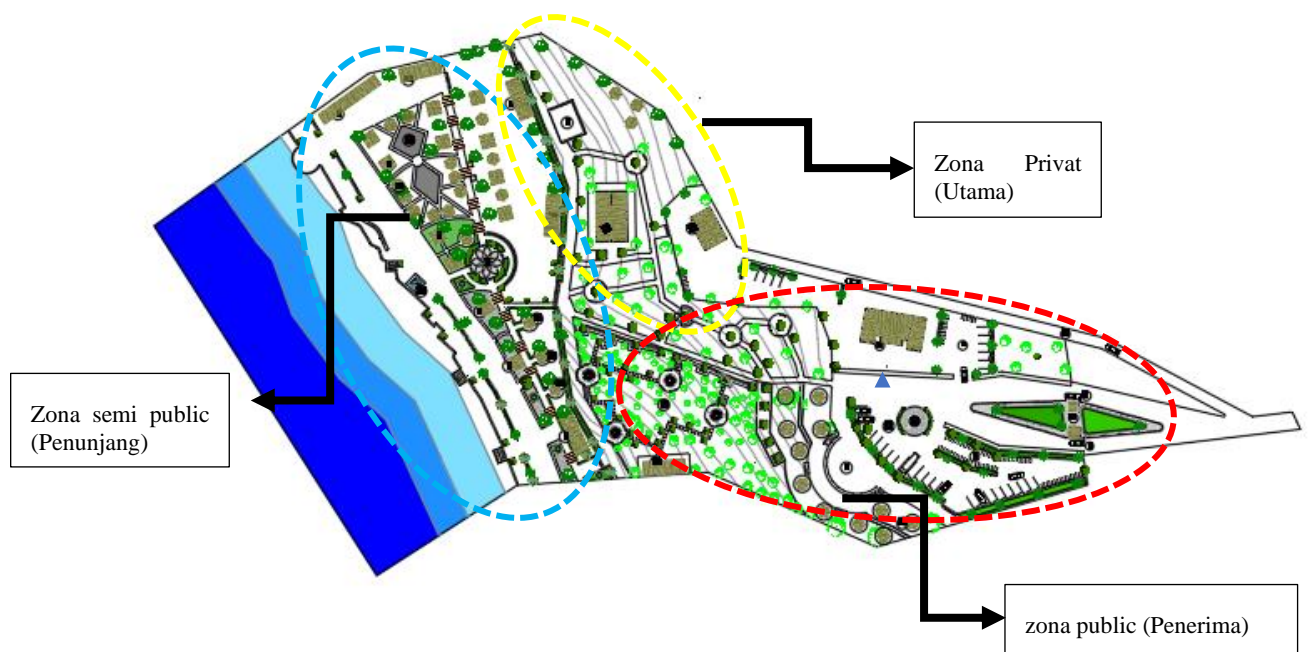 Zona Privat
(Utama)
Zona semi public
(Penunjang)
zona public (Penerima)